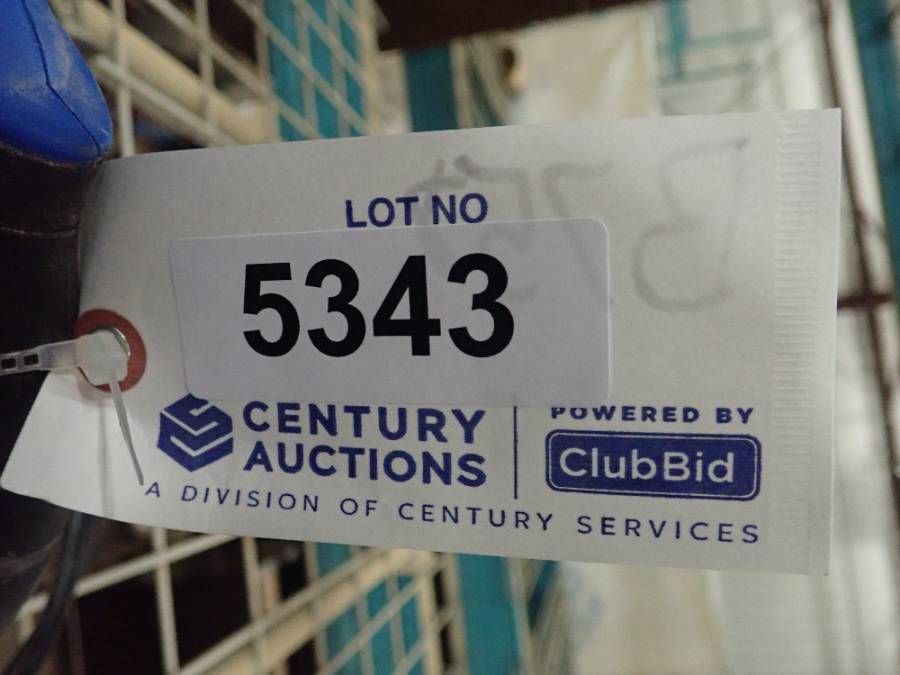 LOT NO
5343
CENTURY
AUCTIONS
POWERED BY
ClubBid
A DIVISION OF CENTURY SERVICES